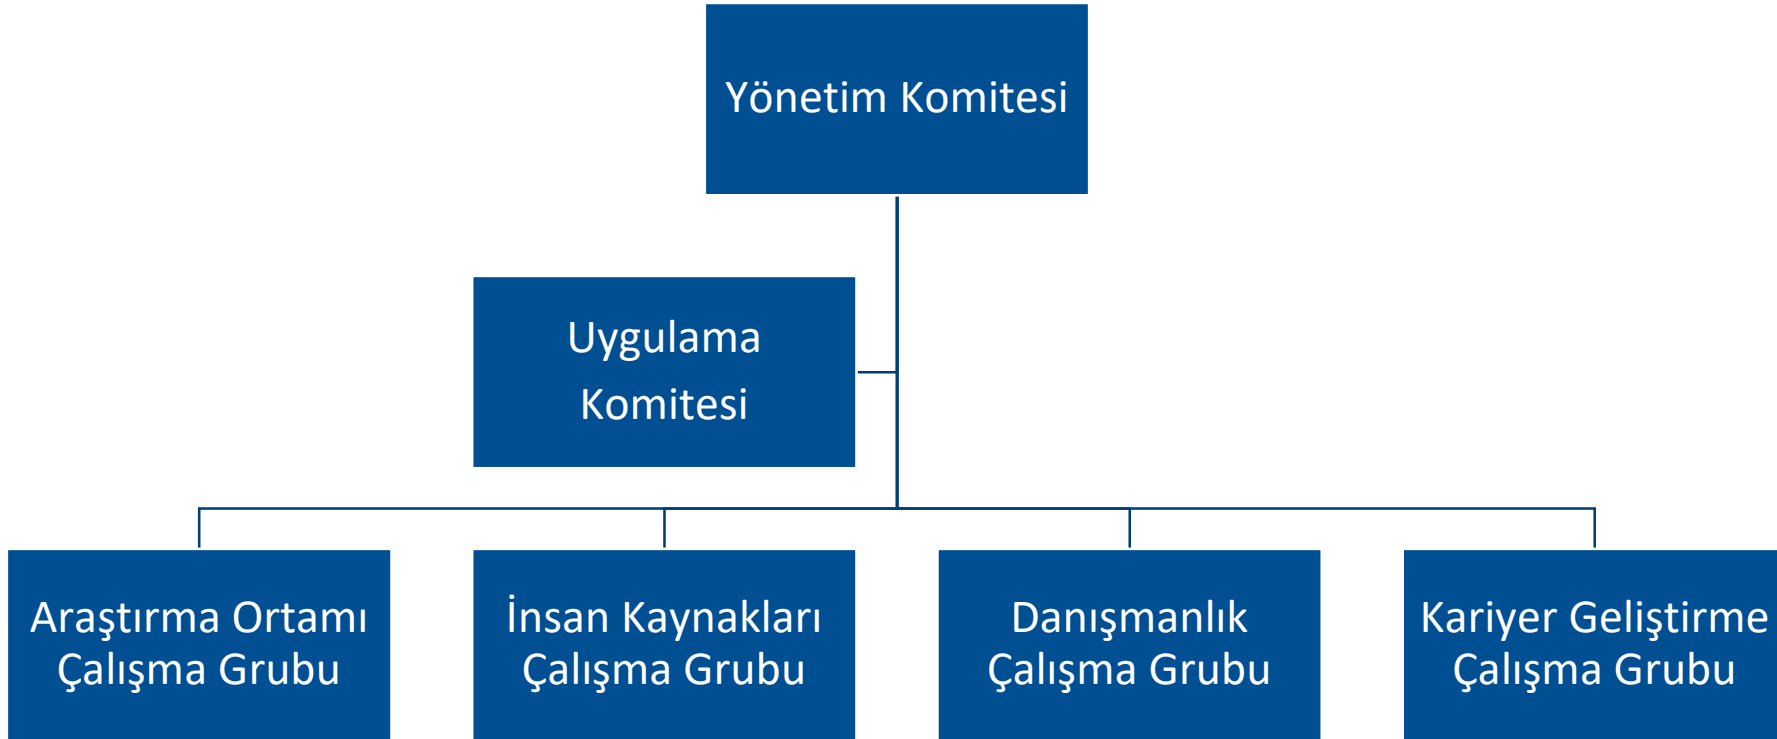 Yönetim Komitesi
Uygulama
Komitesi
Araştırma Ortamı
Çalışma Grubu
İnsan Kaynakları
Çalışma Grubu
Danışmanlık
Çalışma Grubu
Kariyer Geliştirme
Çalışma Grubu